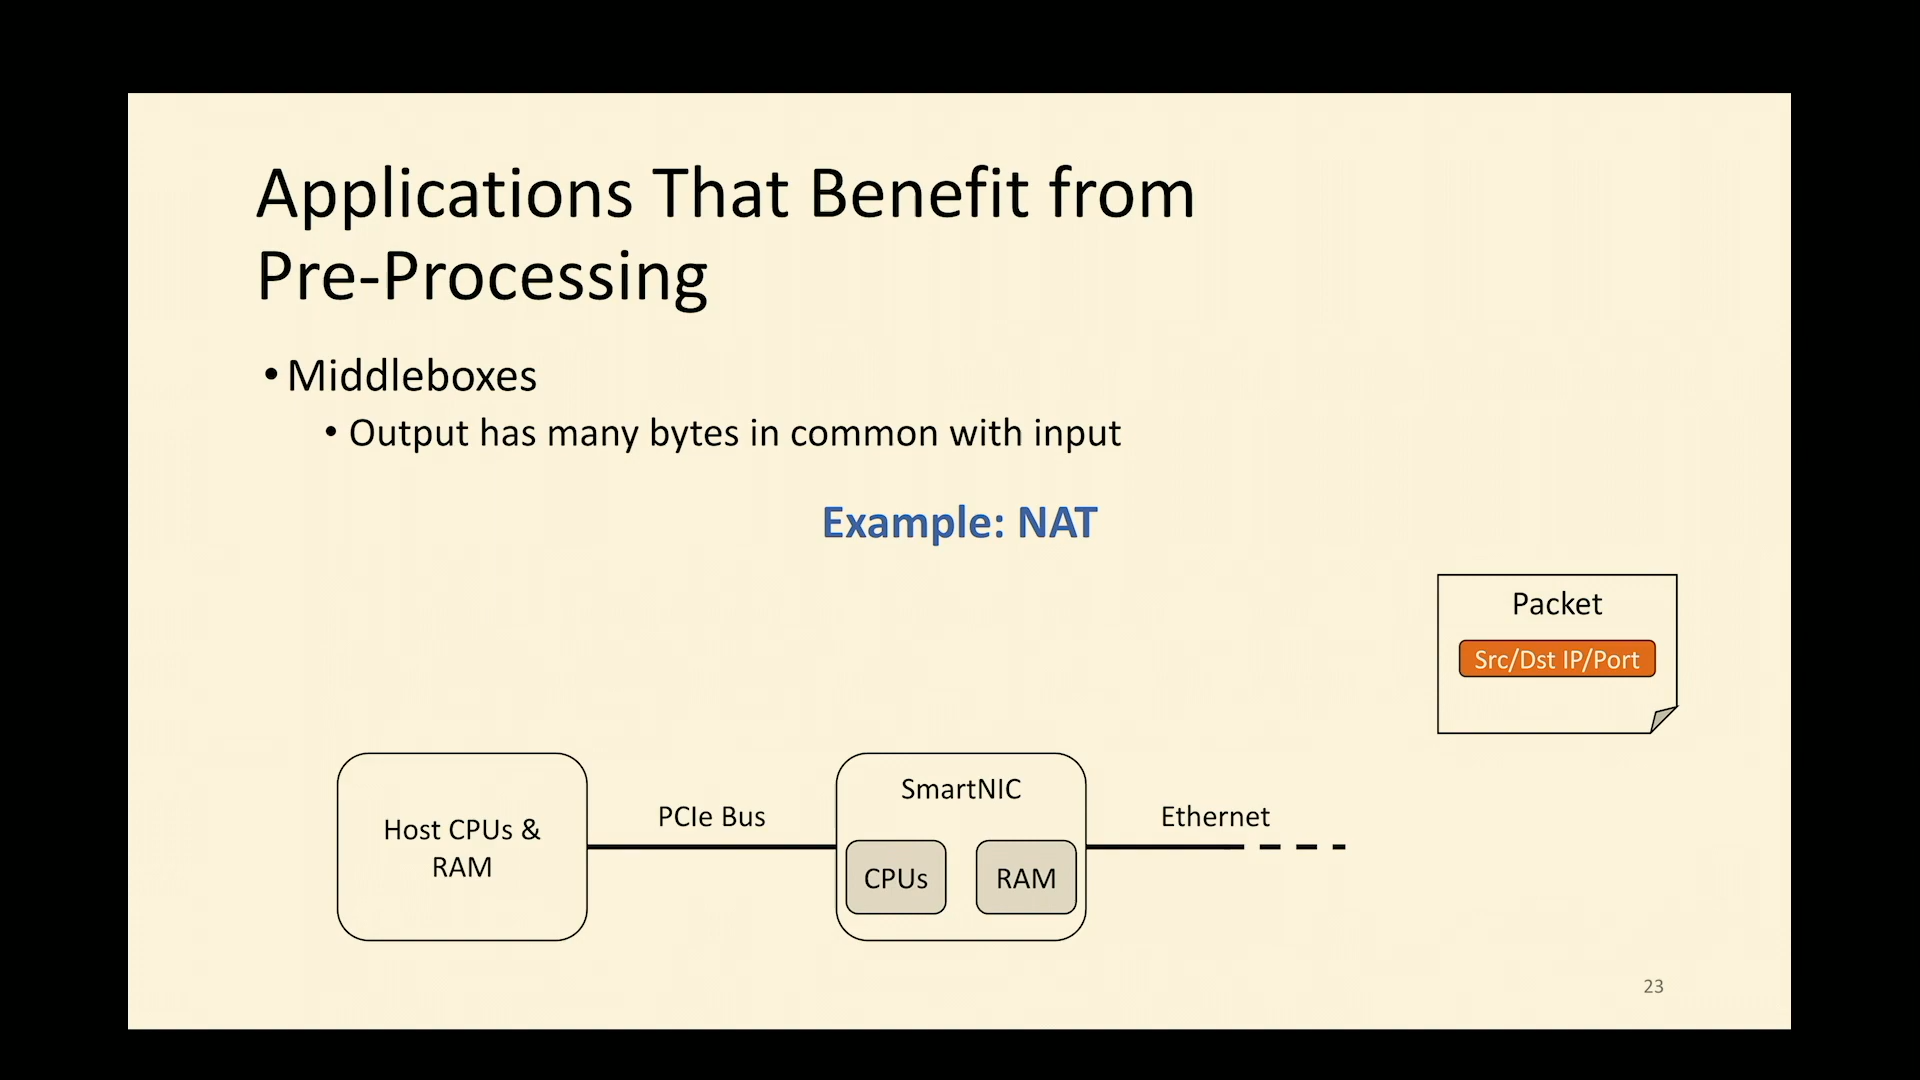 Applications That Benefit from
Pre-Processing
• Middleboxes
• Output has many bytes in common with input
Example: NAT
Packet
Src/Dst IP/Port
Host CPUs &
RAM
PCIe Bus
SmartNIC
CPUs
RAM
Ethernet
23